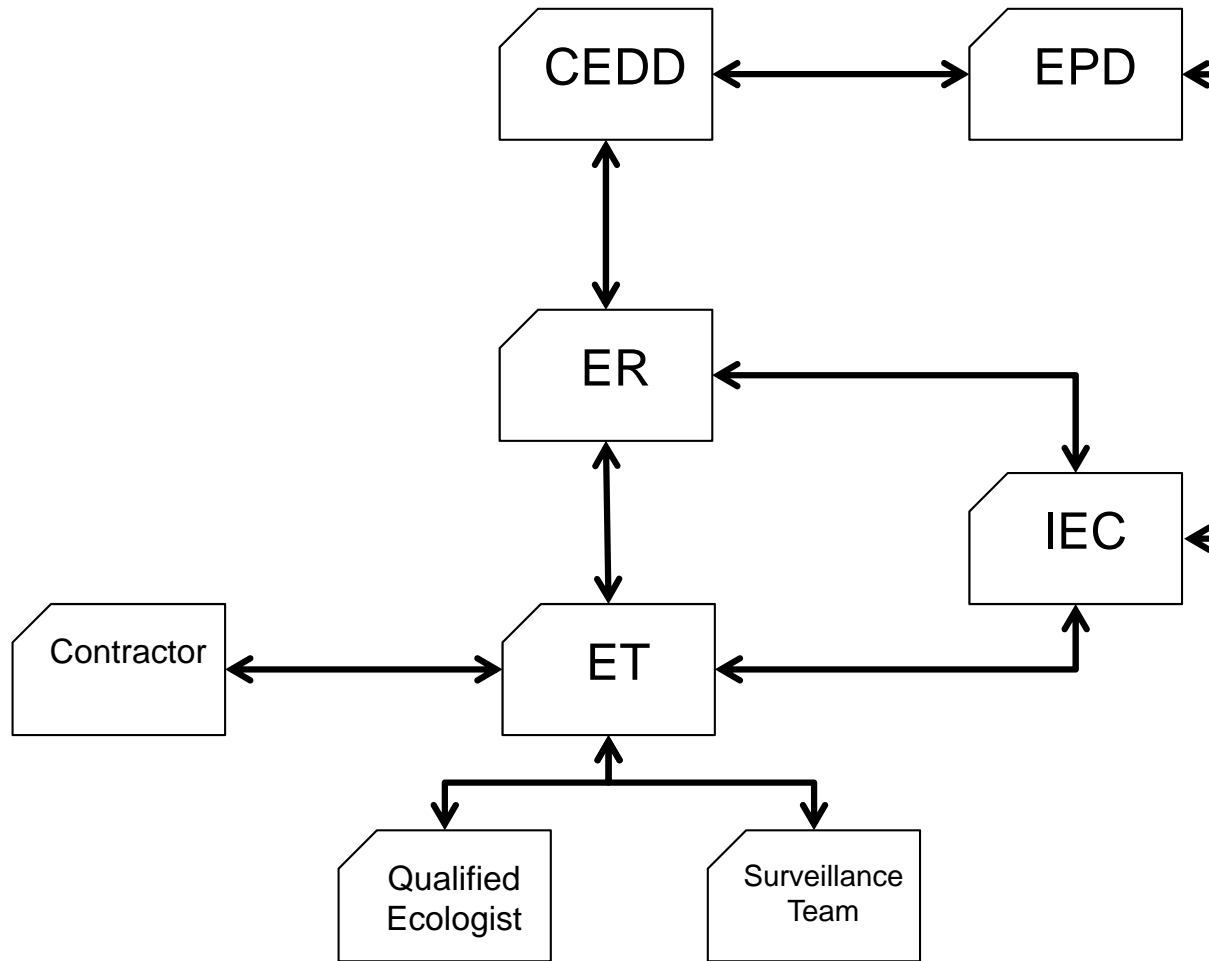 CEDD
EPD
ER
IEC
Contractor
ET
Qualified
Ecologist
Surveillance
Team